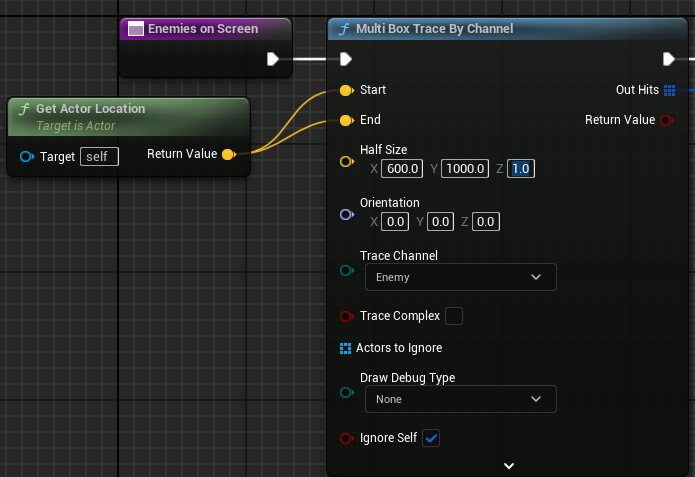 Enemies on Screen
Multi Box Trace By Channel
Start
Out Hits
Get Actor Location
Target is Actor
End
Return Value
Target self
Return Value
Half Size
X 600.0 Y 1000.0 Z 1.0
Orientation
X 0.0 Y 0.0 Z 0.0
Trace Channel
Enemy
Trace Complex
Actors to Ignore
Draw Debug Type
None
Ignore Self